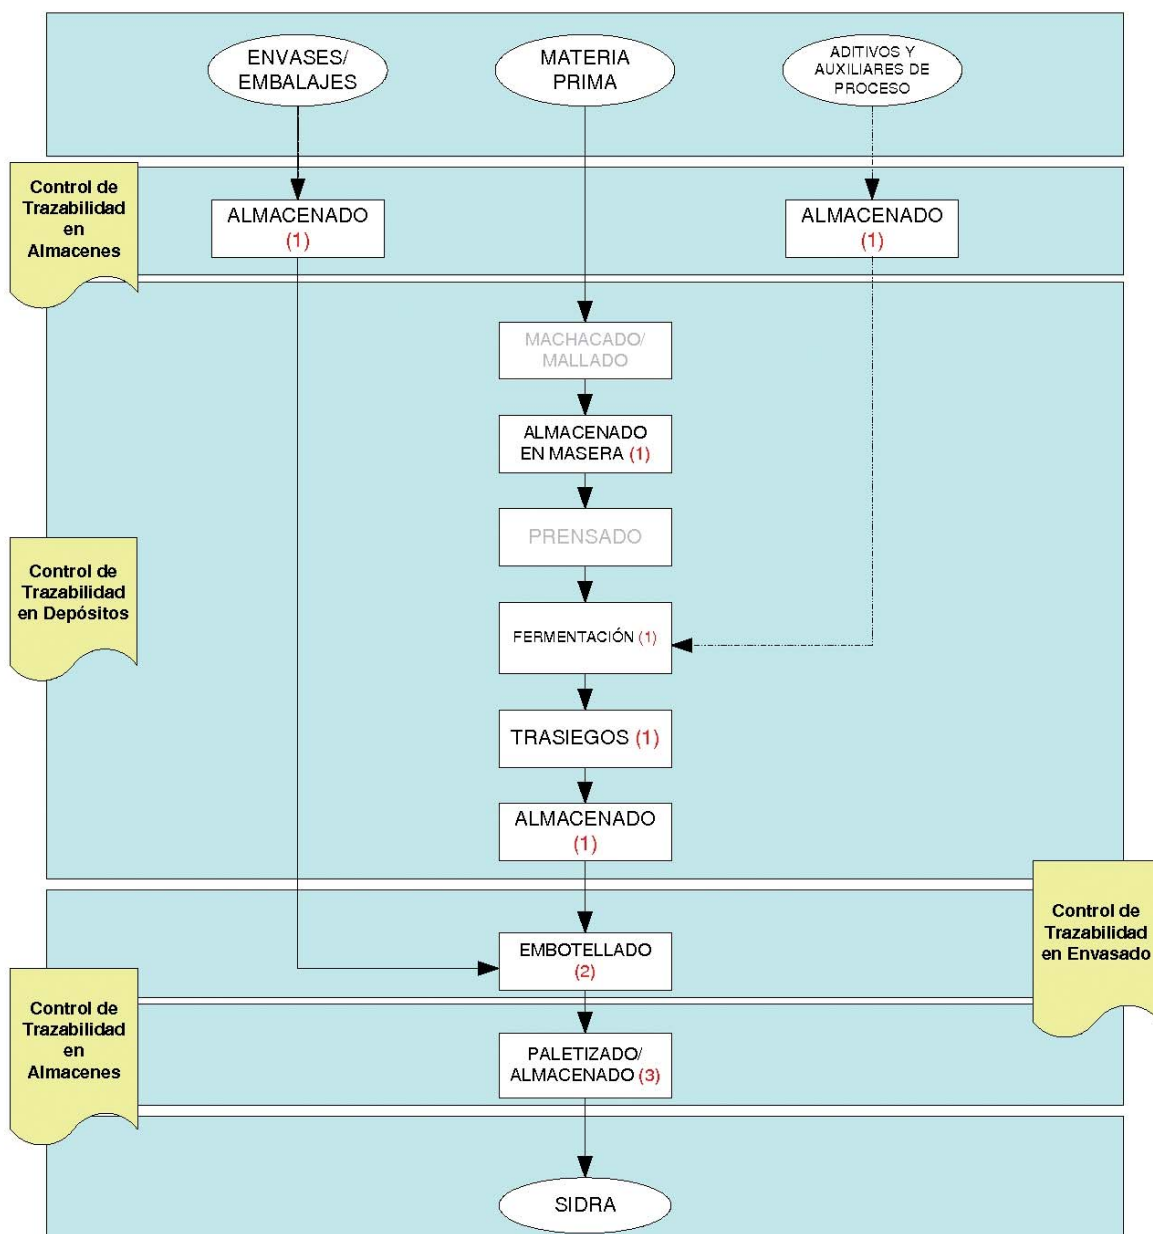 ENVASES/
EMBALAJES
MATERIA
PRIMA
ADITIVOS Y
AUXILIARES DE
PROCESO
Control de
Trazabilidad
en
Almacenes
ALMACENADO
(1)
ALMACENADO
(1)
MACHACADO/
MALLADO
ALMACENADO
EN MASERA (1)
PRENSADO
Control de
Trazabilidad
en Depósitos
FERMENTACIÓN (1)
TRASIEGOS (1)
ALMACENADO
(1)
Control de
Trazabilidad
en Envasado
EMBOTELLADO
(2)
Control de
Trazabilidad
en
Almacenes
PALETIZADO/
ALMACENADO (3)
SIDRA